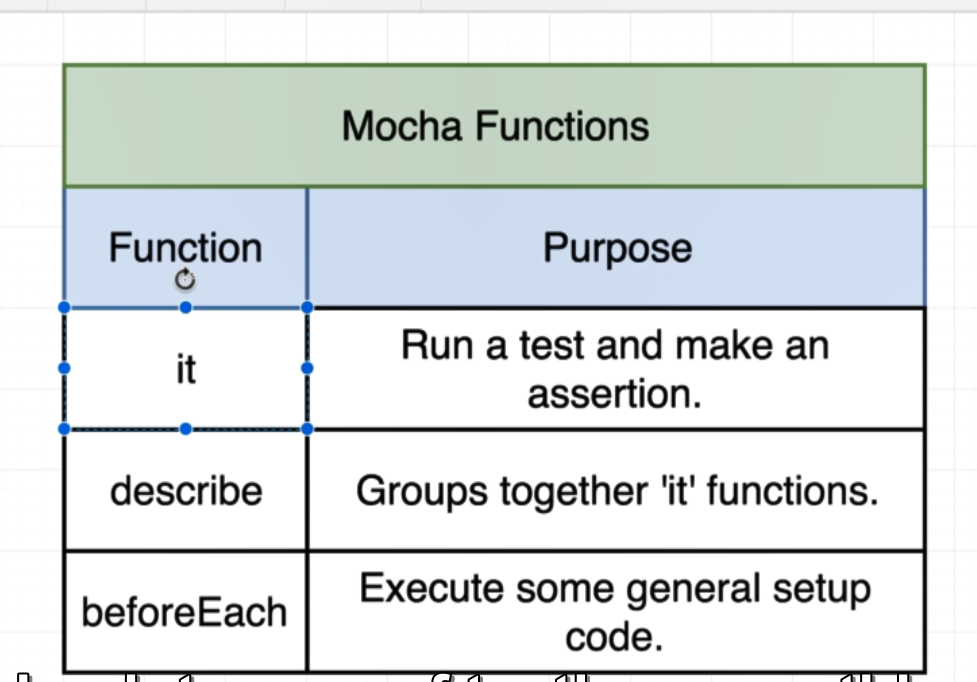 Mocha Functions
Function
Purpose
it
Run a test and make an
assertion.
describe
Groups together 'it' functions.
beforeEach
Execute some general setup
code.